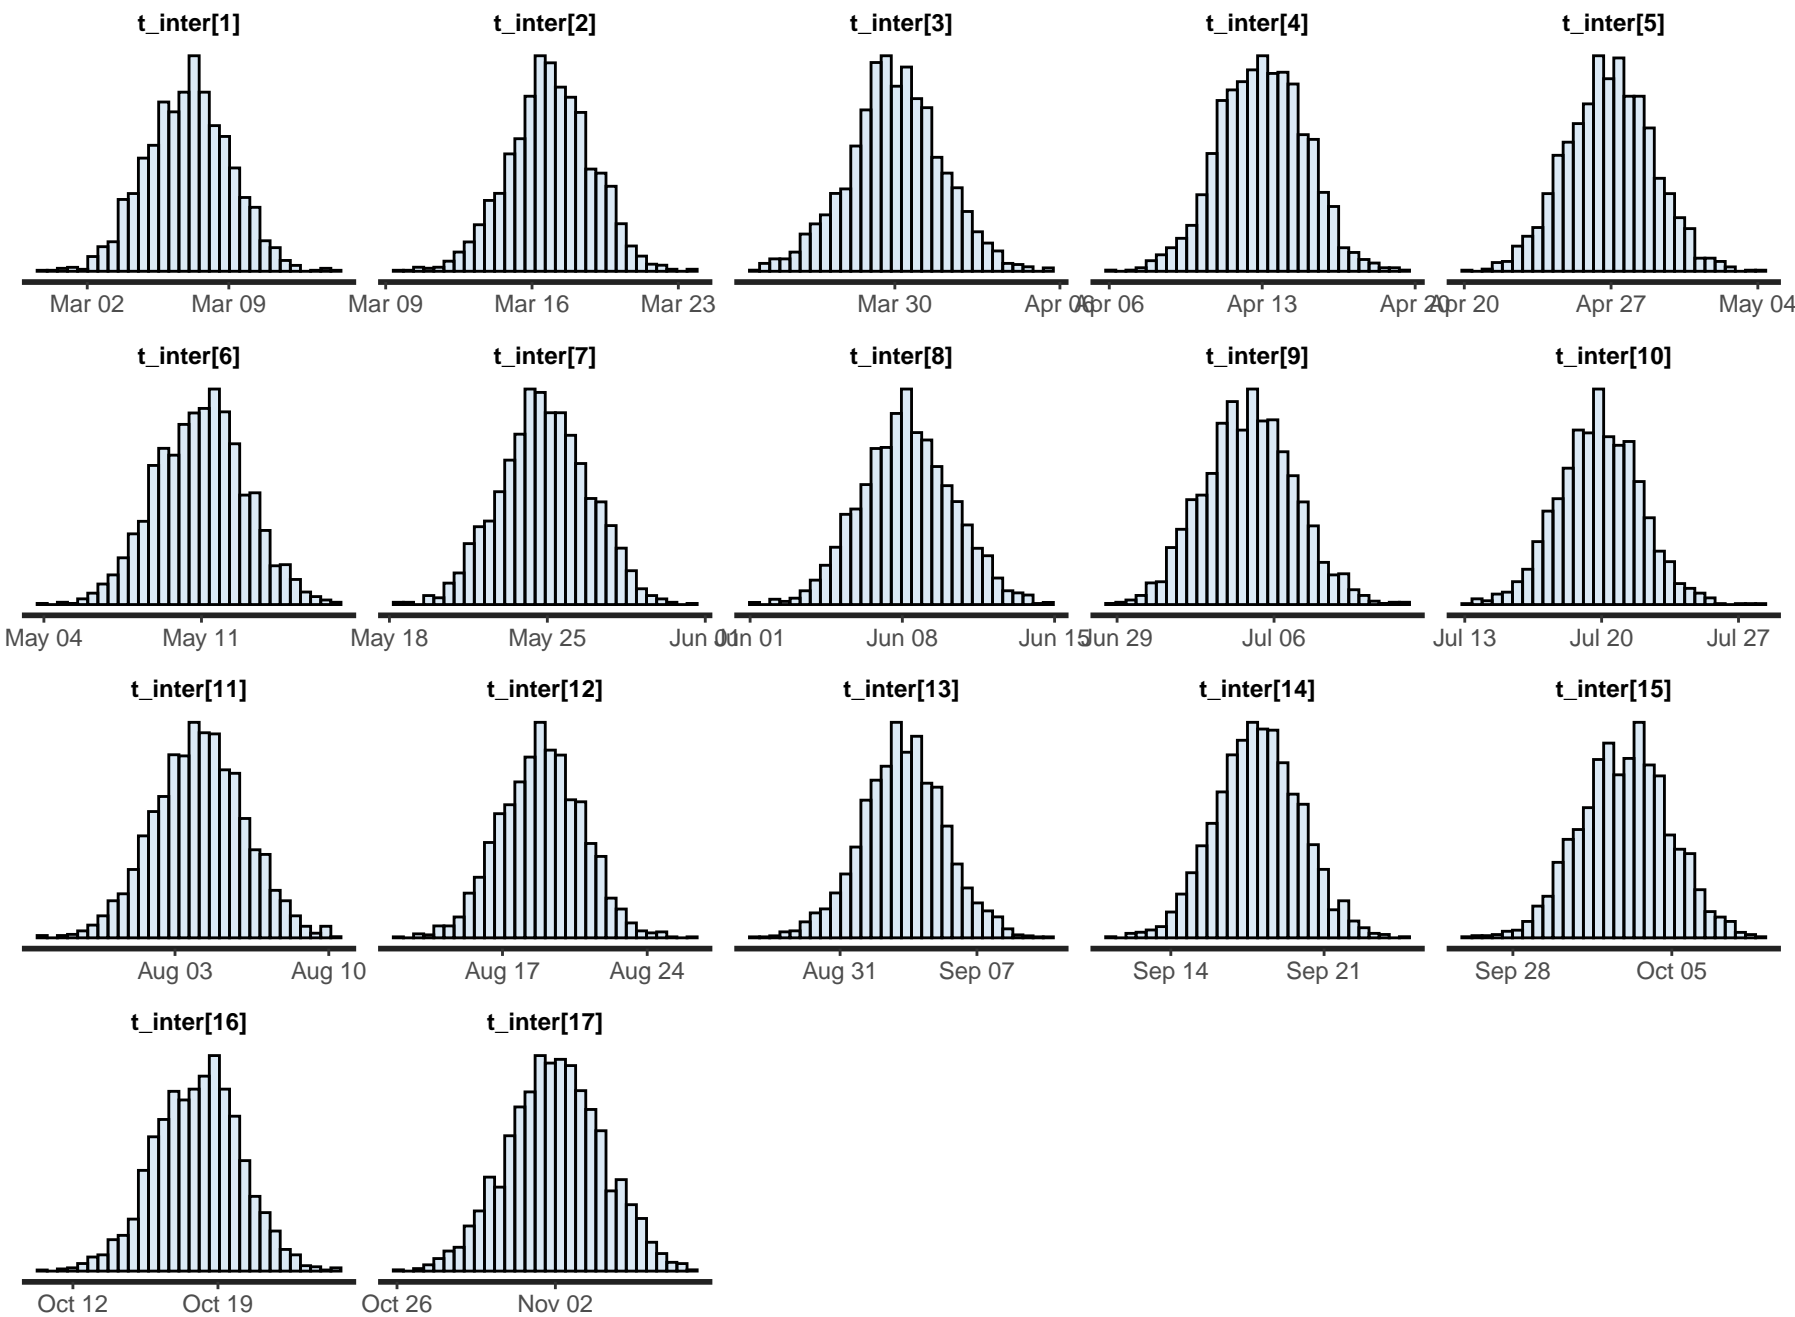 t_inter[1] t_inter[2] t_inter[3] t_inter[4] t_inter[5]
Mar 02 Mar 09 Mar 09 Mar 16 Mar 23 Mar 30 Apr 06 Apr 06 Apr 13 Apr 20 Apr 20 Apr 27 May 04
t_inter[6] t_inter[7] t_inter[8] t_inter[9] t_inter[10]
May 04 May 11 May 18 May 25 Jun 01 Jun 01 Jun 08 Jun 15 Jun 29 Jul 06 Jul 13 Jul 20 Jul 27
t_inter[11] t_inter[12] t_inter[13] t_inter[14] t_inter[15]
Aug 03 Aug 10 Aug 17 Aug 24 Aug 31 Sep 07 Sep 14 Sep 21 Sep 28 Oct 05
t_inter[16] t_inter[17]
Oct 12 Oct 19 Oct 26 Nov 02